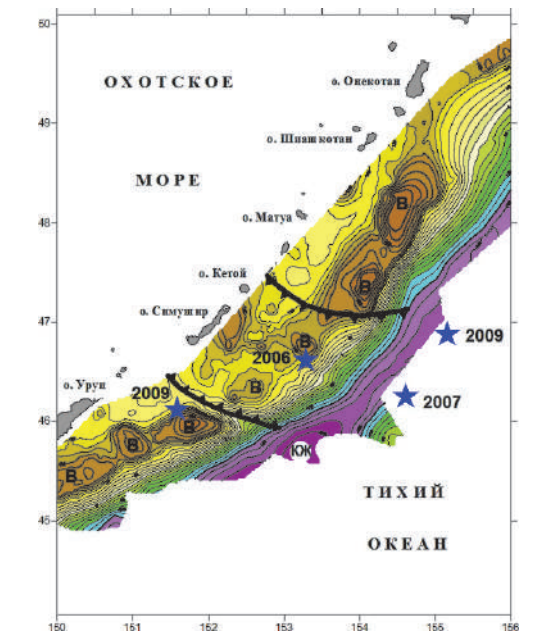 50
о. Онекотан
ОХОТСКОЕ
49
о. Шиашкотан
МОРЕ
В
48
о. Матуа
о. Кетой
В
47
о. Симушир
2009
В
2006
о. Уруп
2009
В
2007
46
В
В
В
КЖ
ТИХИЙ
45
ОКЕАН
150
151
152
153
154
155
156